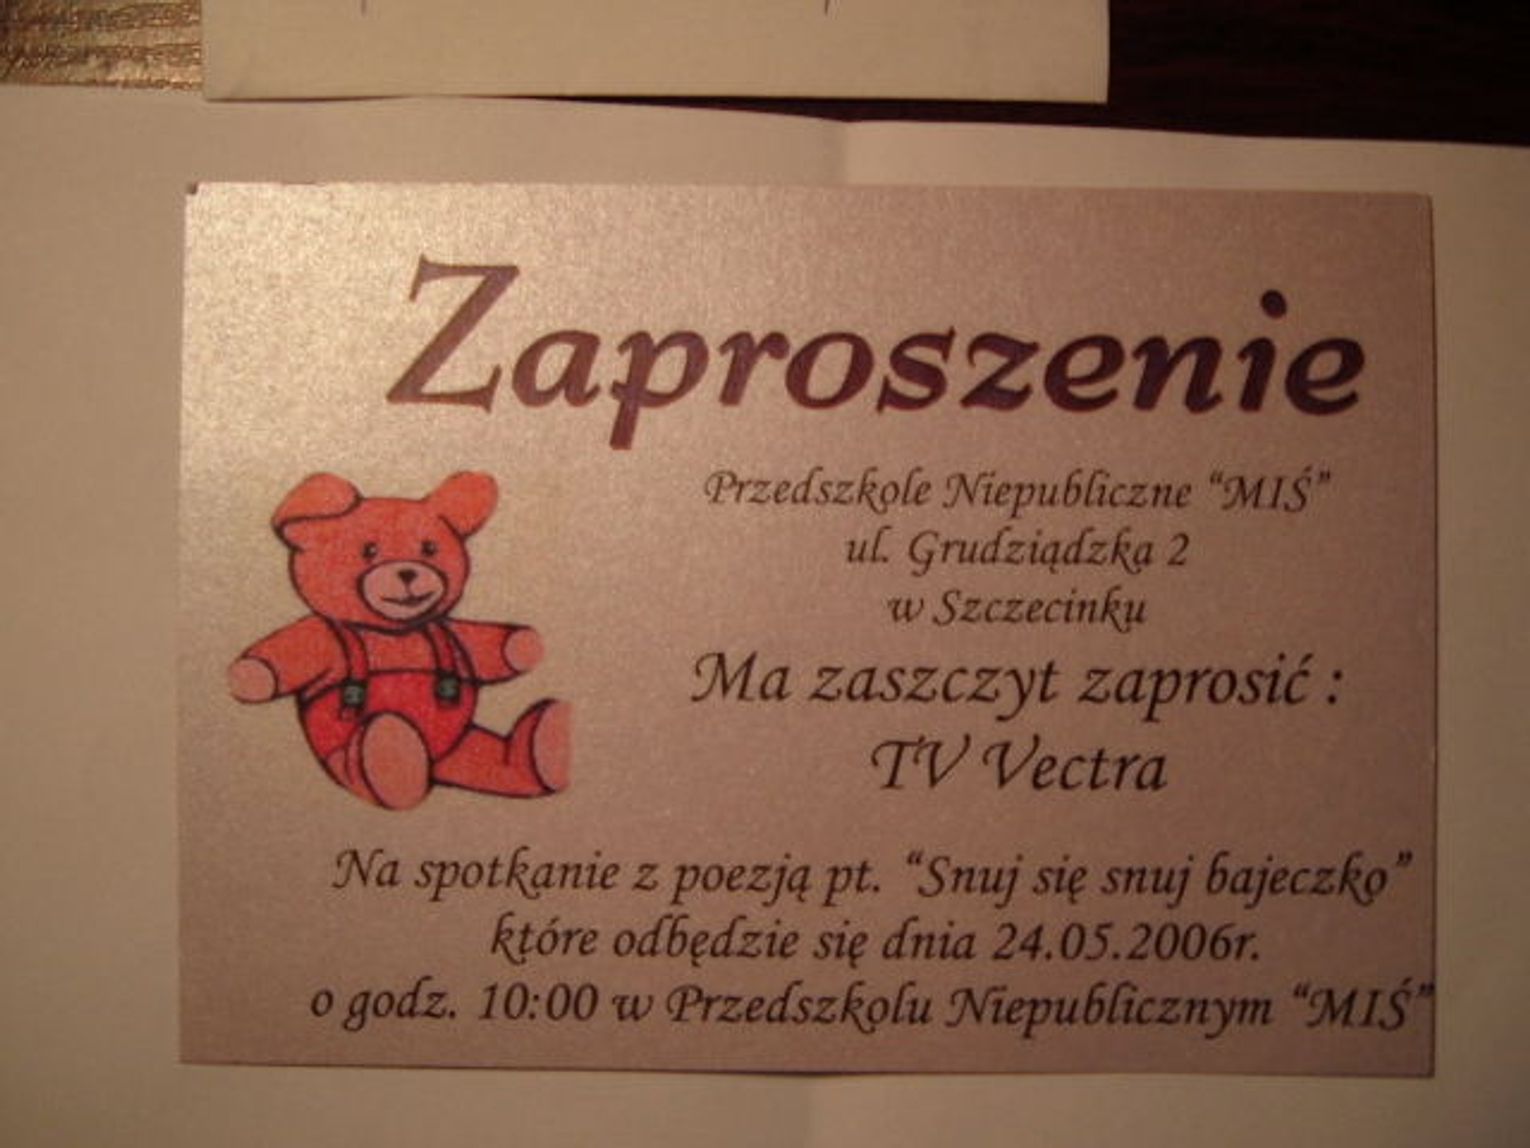 Zaproszenie
Przedszkole Niepubliczne “MIŚ”
ul. Grudziądzka 2
w Szczecinku
Ma zaszczyt zaprosić :
TV Vectra
Na spotkanie z poezją pt. “Snuj się snuj bajeczko”
które odbędzie się dnia 24.05.2006r.
o godz. 10:00 w Przedszkolu Niepublicznym “MIŚ”